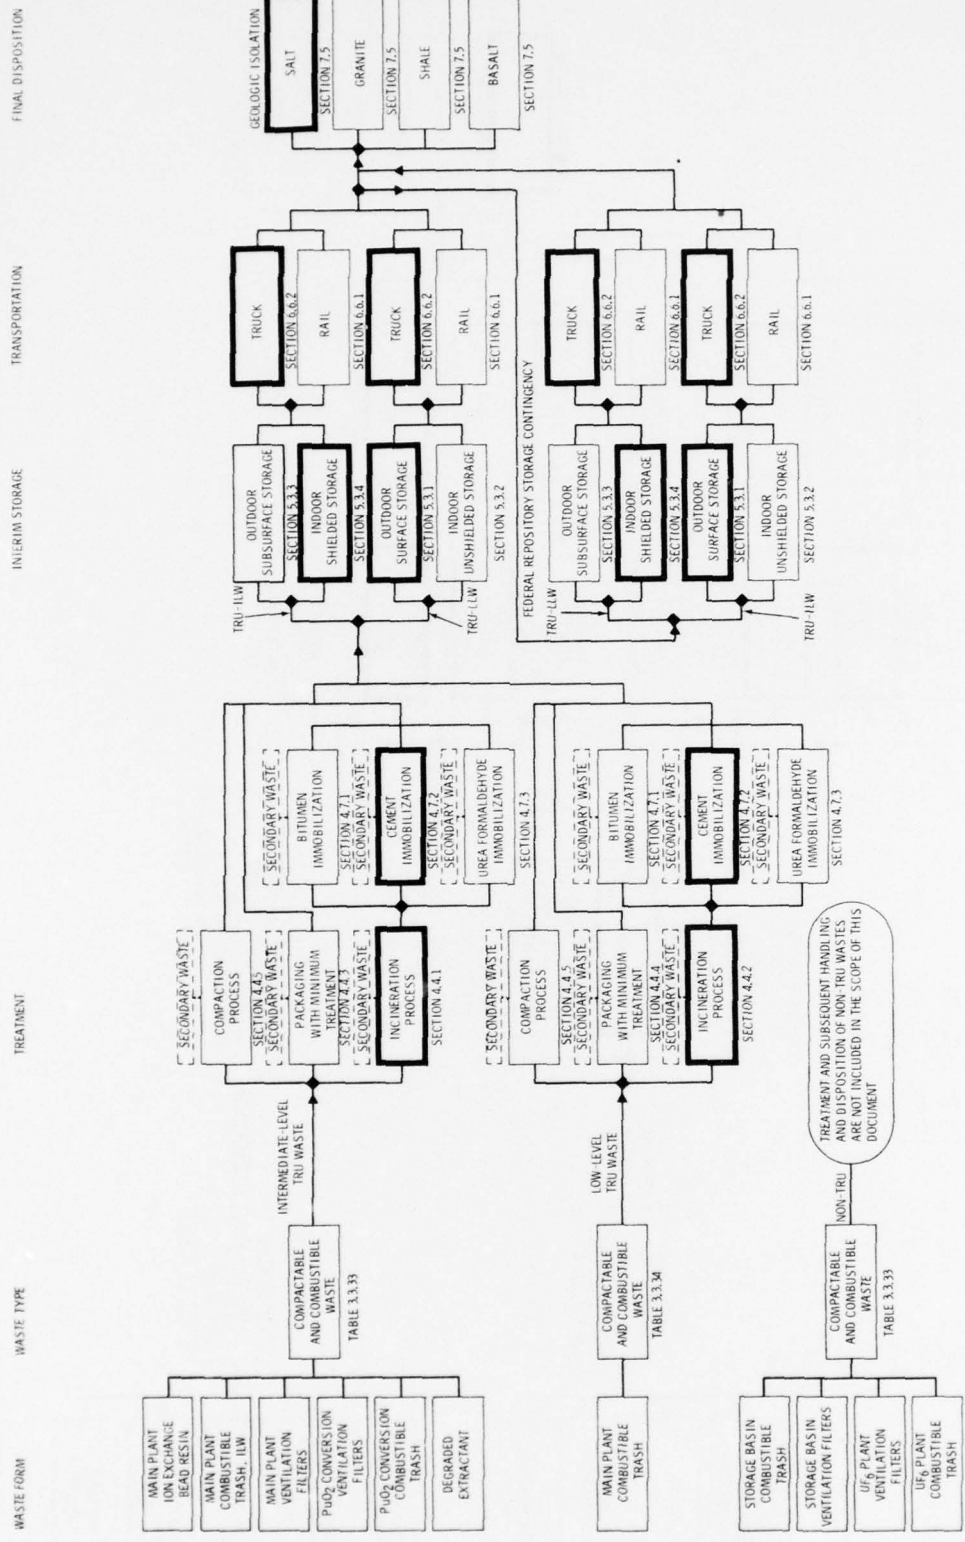 WASTE FORM
WASTE TYPE
TREATMENT
INTERIM STORAGE
TRANSPORTATION
FINAL DISPOSITION
MAIN PLANT
ION EXCHANGE
BEAD RESIN
MAIN PLANT
COMBUSTIBLE
TRASH, ILW
MAIN PLANT
VENTILATION
FILTERS
PuO2 CONVERSION
VENTILATION
FILTERS
PuO2 CONVERSION
COMBUSTIBLE
TRASH
DEGRADED
EXTRACTANT
COMPACTABLE
AND COMBUSTIBLE
WASTE
TABLE 3.3.33
INTERMEDIATE-LEVEL
TRU WASTE
SECONDARY WASTE
COMPACTION
PROCESS
SECTION 4.4.5
SECONDARY WASTE
PACKAGING
WITH MINIMUM
TREATMENT
SECTION 4.4.3
SECONDARY WASTE
INCINERATION
PROCESS
SECTION 4.4.1
SECONDARY WASTE
BITUMEN
IMMOBILIZATION
SECTION 4.7.1
SECONDARY WASTE
CEMENT
IMMOBILIZATION
SECTION 4.7.2
SECONDARY WASTE
UREA FORMALDEHYDE
IMMOBILIZATION
SECTION 4.7.3
TRU-ILW
OUTDOOR
SUBSURFACE STORAGE
SECTION 5.3.3
INDOOR
SHIELDED STORAGE
SECTION 5.3.4
OUTDOOR
SURFACE STORAGE
SECTION 5.3.1
INDOOR
UNSHIELDED STORAGE
SECTION 5.3.2
TRU-LLW
TRUCK
SECTION 6.6.2
RAIL
SECTION 6.6.1
TRUCK
SECTION 6.6.2
RAIL
SECTION 6.6.1
GEOLOGIC ISOLATION
SALT
SECTION 7.5
GRANITE
SECTION 7.5
SHALE
SECTION 7.5
BASALT
SECTION 7.5
FEDERAL REPOSITORY STORAGE CONTINGENCY
MAIN PLANT
COMBUSTIBLE
TRASH
COMPACTABLE
AND COMBUSTIBLE
WASTE
TABLE 3.3.34
LOW-LEVEL
TRU WASTE
SECONDARY WASTE
COMPACTION
PROCESS
SECTION 4.4.5
SECONDARY WASTE
PACKAGING
WITH MINIMUM
TREATMENT
SECTION 4.4.4
SECONDARY WASTE
INCINERATION
PROCESS
SECTION 4.4.2
SECONDARY WASTE
BITUMEN
IMMOBILIZATION
SECTION 4.7.1
SECONDARY WASTE
CEMENT
IMMOBILIZATION
SECTION 4.7.2
SECONDARY WASTE
UREA FORMALDEHYDE
IMMOBILIZATION
SECTION 4.7.3
TRU-ILW
OUTDOOR
SUBSURFACE STORAGE
SECTION 5.3.3
INDOOR
SHIELDED STORAGE
SECTION 5.3.4
OUTDOOR
SURFACE STORAGE
SECTION 5.3.1
INDOOR
UNSHIELDED STORAGE
SECTION 5.3.2
TRU-ILW
TRUCK
SECTION 6.6.2
RAIL
SECTION 6.6.1
TRUCK
SECTION 6.6.2
RAIL
SECTION 6.6.1
STORAGE BASIN
COMBUSTIBLE
TRASH
STORAGE BASIN
VENTILATION FILTERS
UF6 PLANT
VENTILATION
FILTERS
UF6 PLANT
COMBUSTIBLE
COMPACTABLE
AND COMBUSTIBLE
WASTE
TABLE 3.3.33
NON-TRU
TREATMENT AND SUBSEQUENT HANDLING
AND DISPOSITION OF NON-TRU WASTES
ARE NOT INCLUDED IN THE SCOPE OF THIS
DOCUMENT